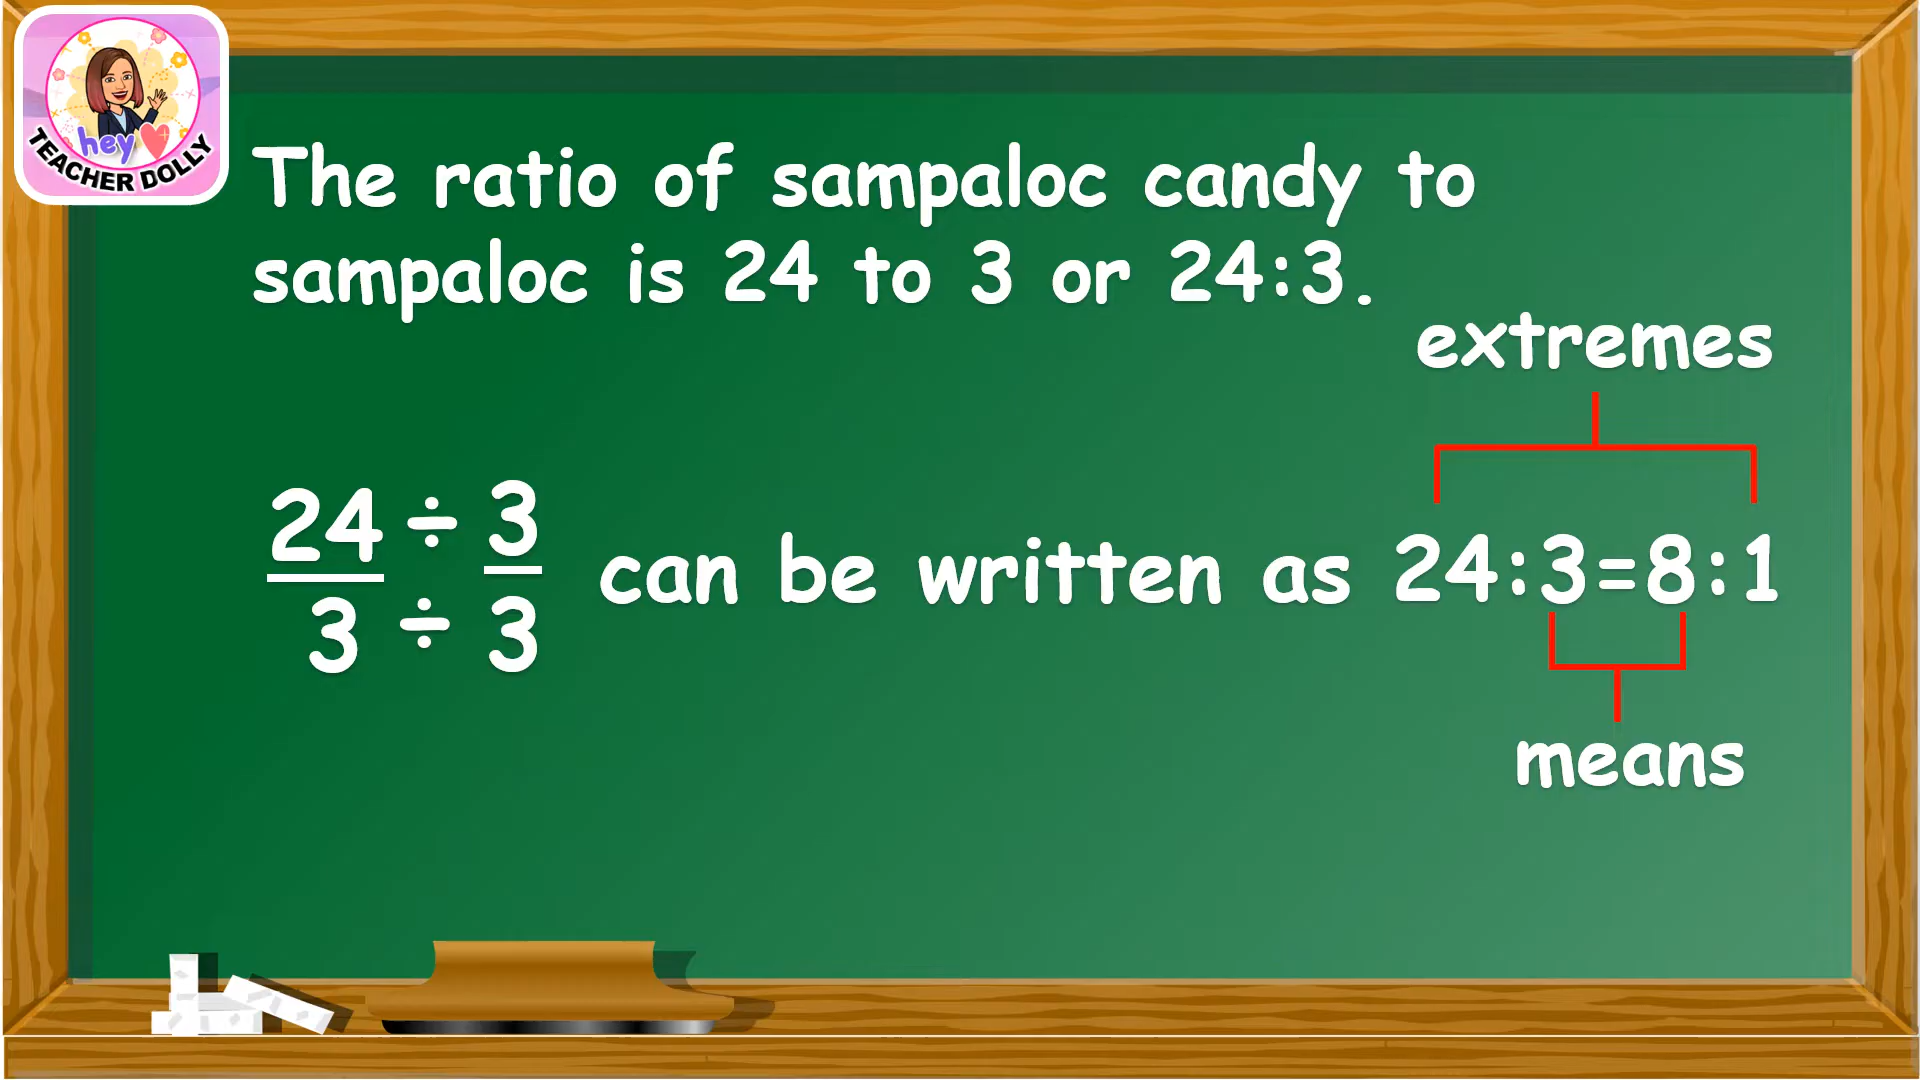 hey
TEACHER DOLLY
The ratio of sampaloc candy to
sampaloc is 24 to 3 or 24:3.
extremes
24 ÷ 3
3 ÷ 3
can be written as 24:3=8:1
means